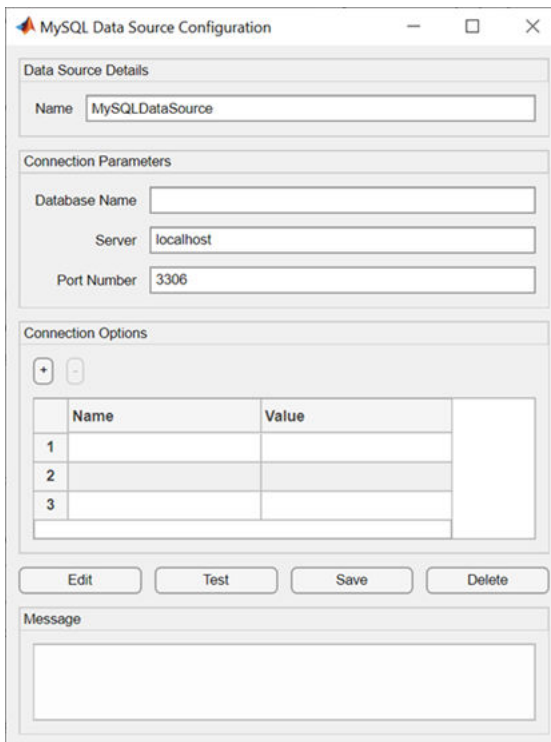 MySQL Data Source Configuration
Data Source Details
Name MySQLDataSource
Connection Parameters
Database Name
Server localhost
Port Number 3306
Connection Options
+ -
Name Value
1
2
3
Edit Test Save Delete
Message